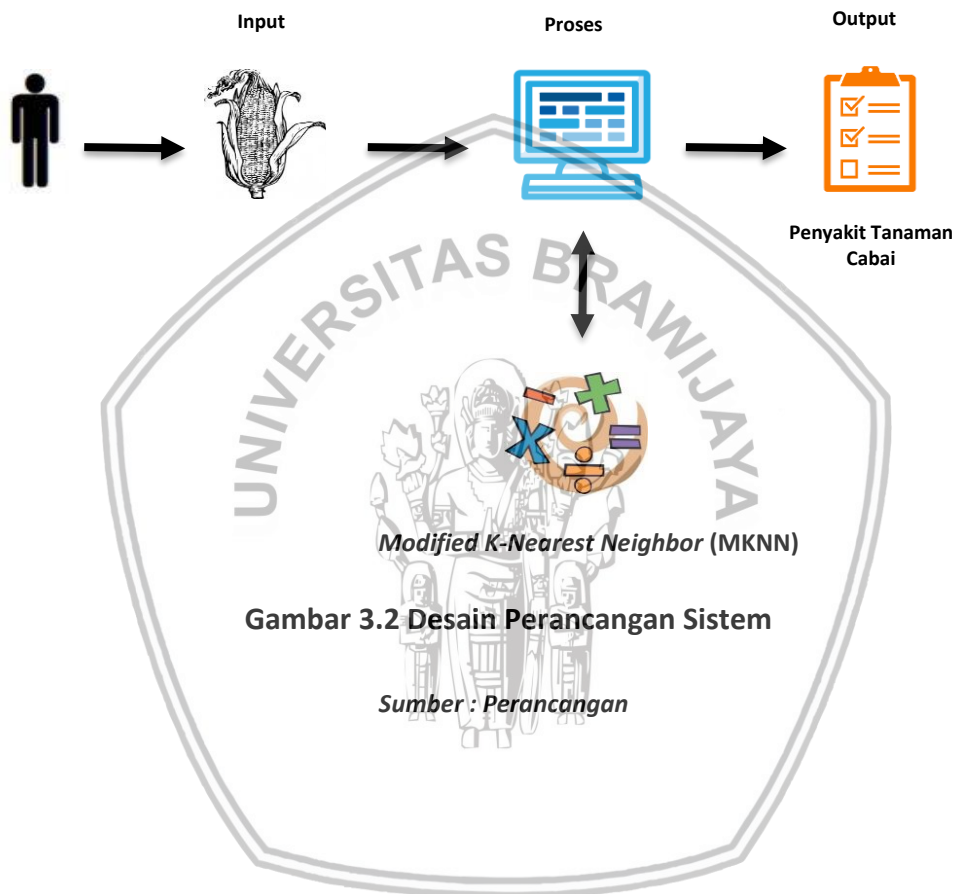 Input
Proses
Output
Penyakit Tanaman
Cabai
UNIVERSITAS BRAWIJAYA
Modified K-Nearest Neighbor (MKNN)
Gambar 3.2 Desain Perancangan Sistem
Sumber : Perancangan